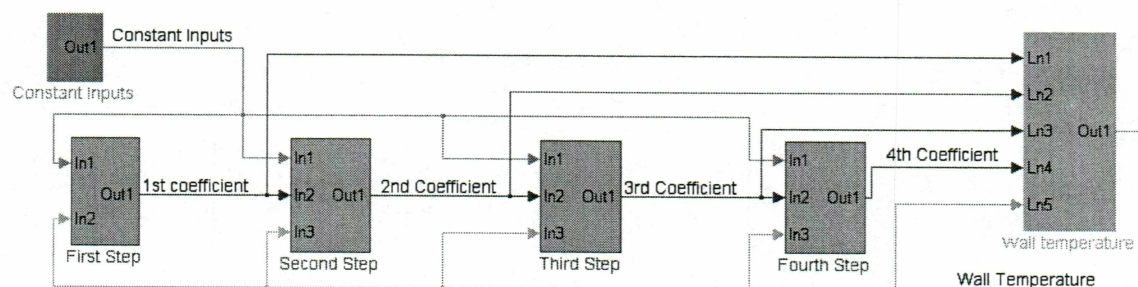 Out1
Constant Inputs
Constant Inputs
Ln1
Ln2
Ln3
Ln4
Ln5
Out1
Wall temperature
In1
In2
Out1
First Step
1st coefficient
In1
In2
In3
Out1
Second Step
2nd Coefficient
In1
In2
In3
Out1
Third Step
3rd Coefficient
In1
In2
In3
Out1
Fourth Step
4th Coefficient
Wall Temperature